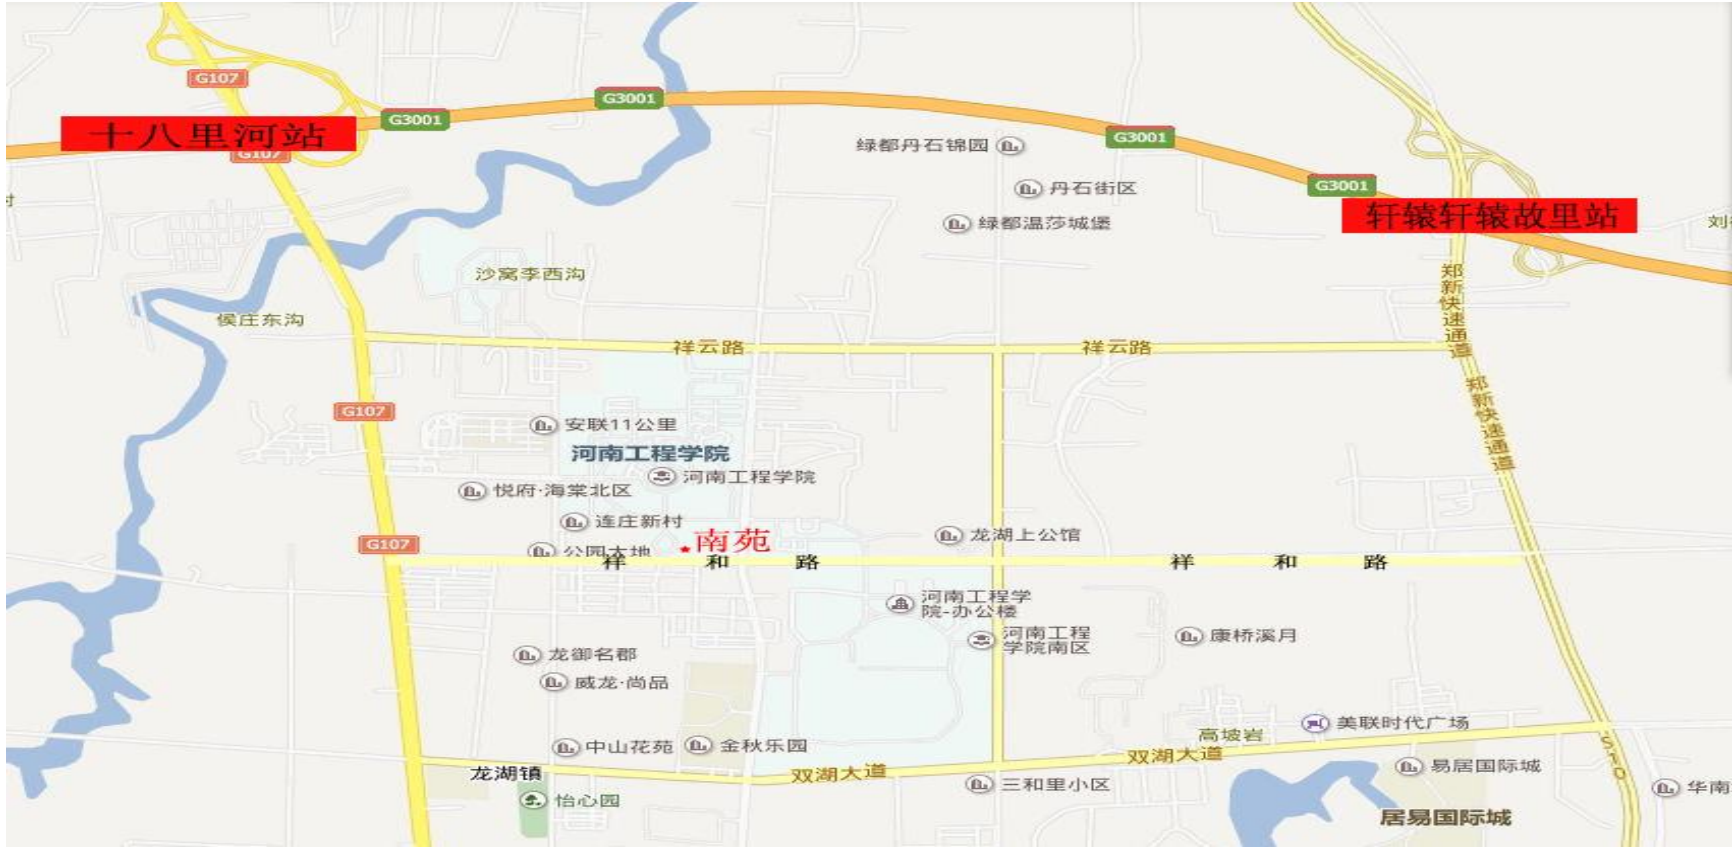 G107
G3001
G3001
十八里河站
G107
G3001
绿都丹石锦园
丹石街区
G3001
轩辕轩辕故里站
绿都温莎城堡
沙窝李西沟
侯庄东沟
郑新快速通道
祥云路
祥云路
郑新快速通道
G107
安联11公里
河南工程学院
河南工程学院
悦府·海棠北区
连庄新村
南苑
龙湖上公馆
G107
公园大地
祥和路
祥和路
河南工程学
院-办公楼
河南工程
学院南区
康桥溪月
龙御名郡
威龙·尚品
美联时代广场
高坡岩
中山花苑
金秋乐园
双湖大道
双湖大道
龙湖镇
三和里小区
易居国际城
S1O
华南
怡心园
居易国际城